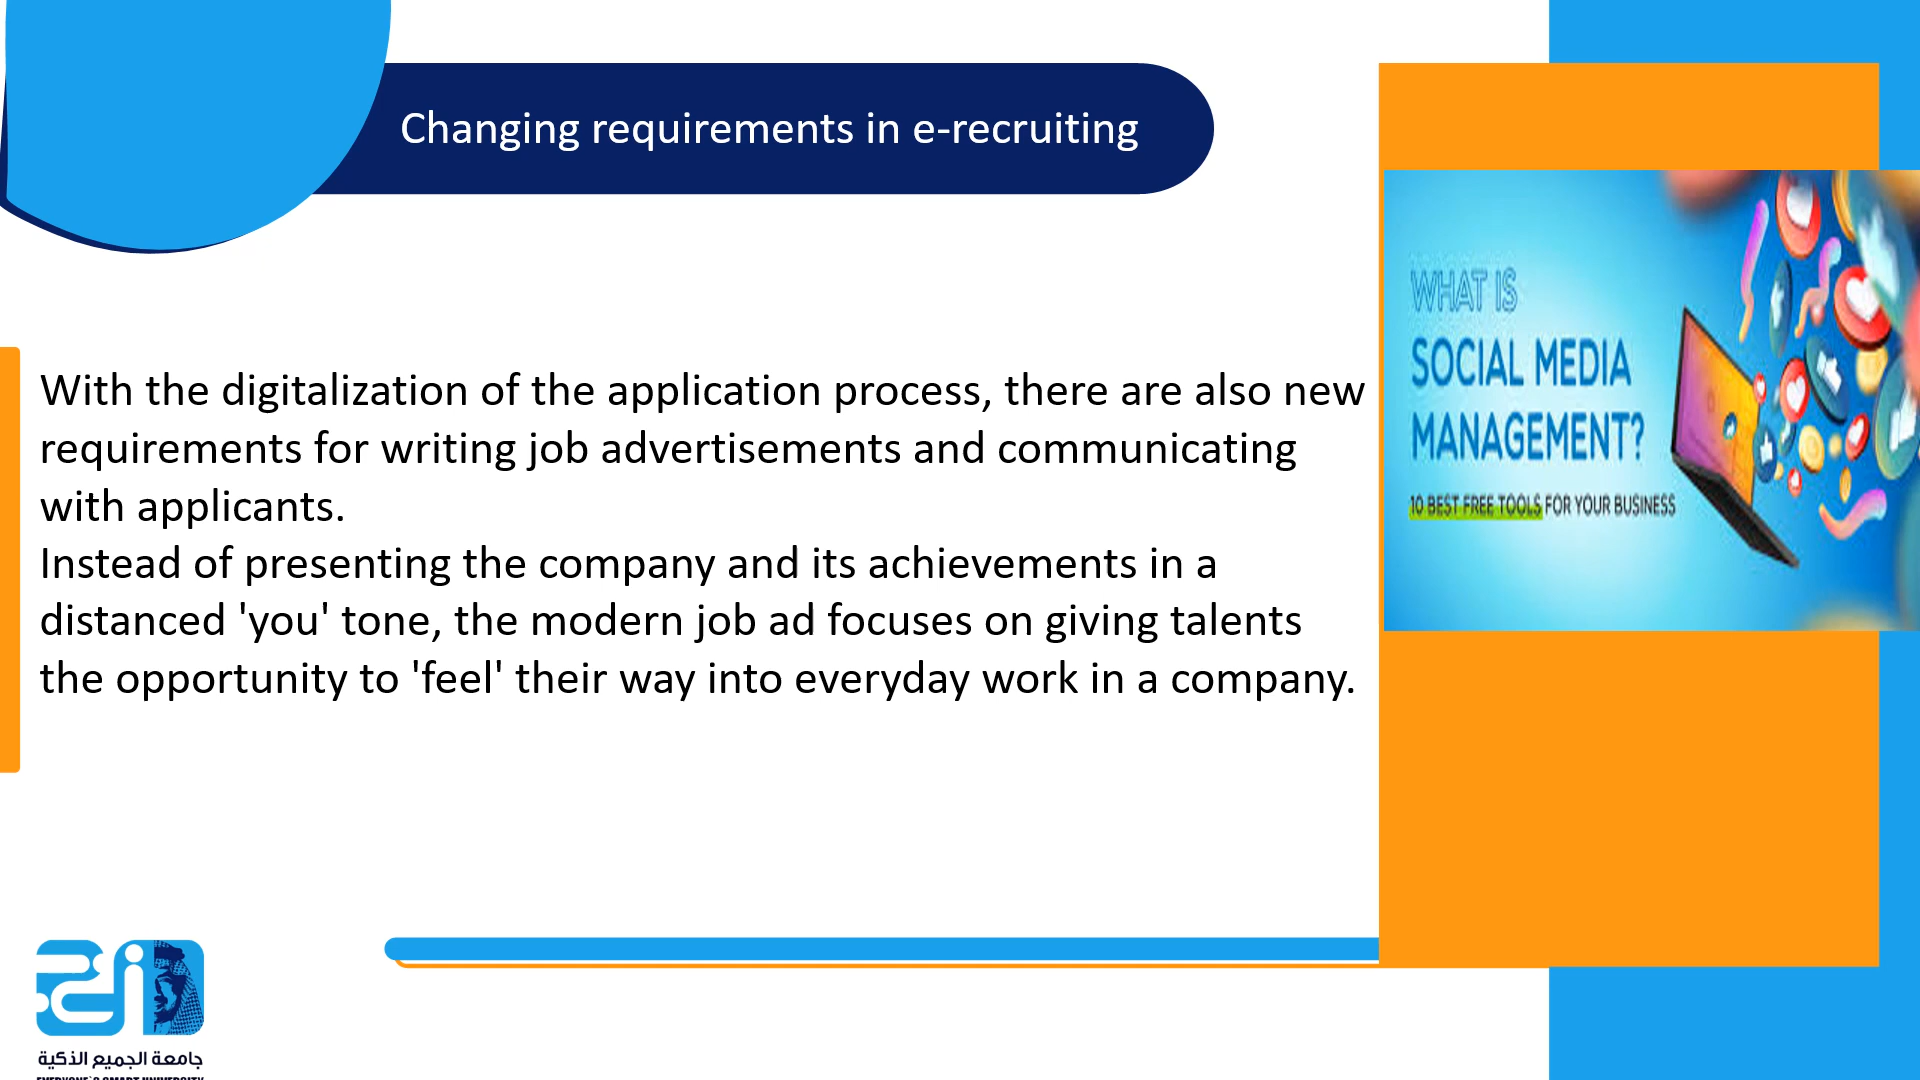 Changing requirements in e-recruiting
With the digitalization of the application process, there are also new
requirements for writing job advertisements and communicating
with applicants.
Instead of presenting the company and its achievements in a
distanced 'you' tone, the modern job ad focuses on giving talents
the opportunity to 'feel' their way into everyday work in a company.
WHAT IS
SOCIAL MEDIA
MANAGEMENT?
10 BEST FREE TOOLS FOR YOUR BUSINESS
جامعة الجميع الذكية
EVERYONE'S SMART UNIVERSITY